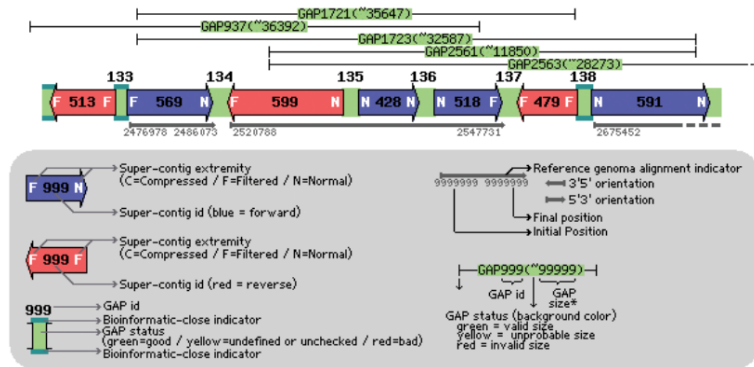 GAP1721(~35647)
GAP937(~36392)
GAP1723(~32587)
GAP2561(~11850)
GAP2563(~28273)
133 134 135 136 137 138
F 513 F F 569 N F 599 N N 428 N N 518 F F 479 F N 591 N
2476978 2486073 2520788 2547731 2675452
Super-contig extremity
(C=Compressed / F=Filtered / N=Normal)
F 999 N
Super-contig id (blue = forward)
Super-contig extremity
(C=Compressed / F=Filtered / N=Normal)
F 999 F
Super-contig id (red = reverse)
999
GAP id
Bioinformatic-close indicator
GAP status
(green=good / yellow=undefined or unchecked / red=bad)
Bioinformatic-close indicator
Reference genoma alignment indicator
9999999 9999999
3'5' orientation
5'3' orientation
Final position
Initial Position
GAP999(~99999)
GAP id
GAP size*
GAP status (background color)
green = valid size
yellow = unprobable size
red = invalid size